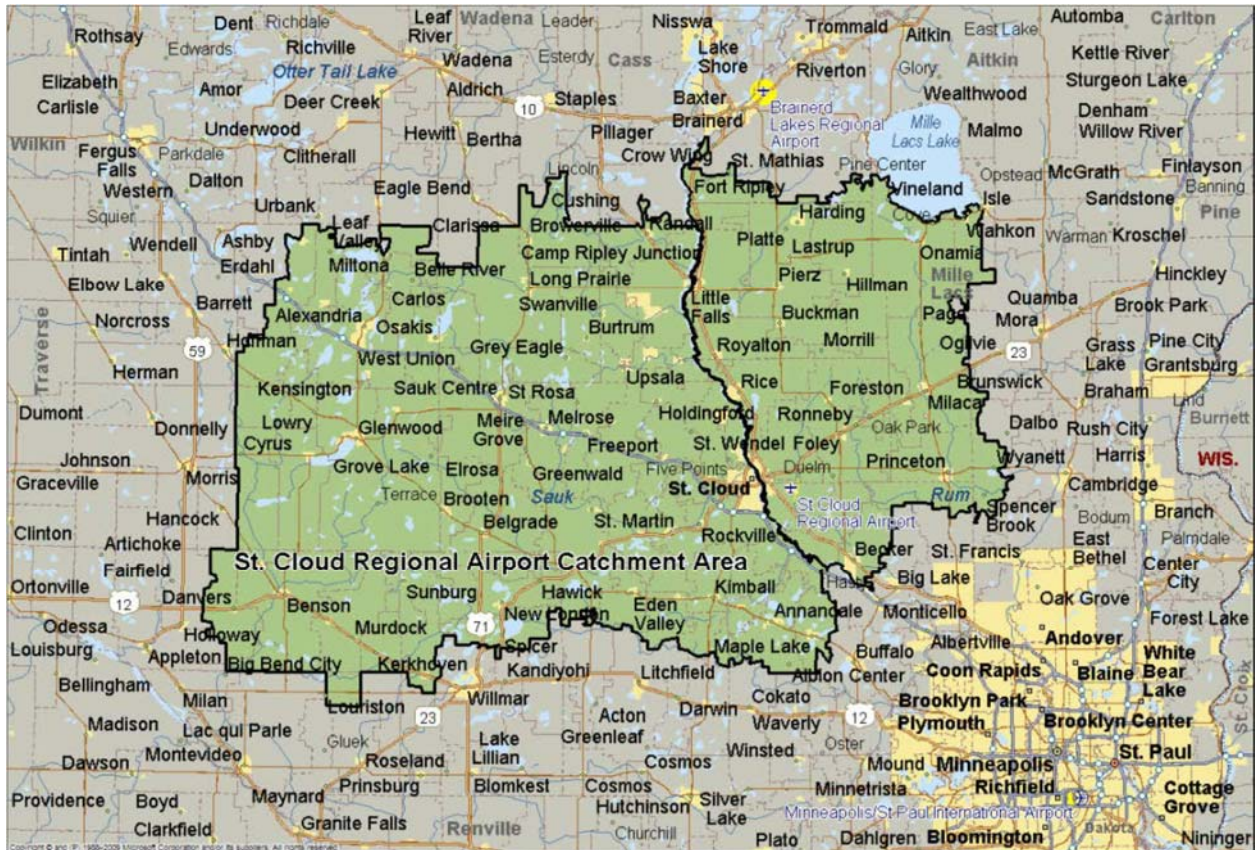 Rothsay
Dent
Richdale
Leaf
River
Wadena
Leader
Nisswa
Trommald
Aitkin
East Lake
Automba
Carlton
Edwards
Richville
Wadena
Esterdy
Cass
Lake
Shore
Riverton
Glory
Aitkin
Kettle River
Elizabeth
Carlisle
Otter Tail Lake
Amor
Deer Creek
Aldrich
10
Staples
Baxter
Brainerd
Brainerd
Lakes Regional
Airport
Wealthwood
Sturgeon Lake
Denham
Willow River
Wilkin
Underwood
Hewitt
Bertha
Pillager
Crow Wing
St. Mathias
Mille
Lacs Lake
Malmo
Fergus
Falls
Parkdale
Clitherall
Lincoln
Pine Center
Opstead
McGrath
Finlayson
Banning
Western
Dalton
Eagle Bend
Cushing
Fort Ripley
Vineland
Isle
Sandstone
Squier
Urbank
Leaf
Valley
Clarissa
Browerville
Randall
Harding
Cove
Wahkon
Warman
Kroschel
Pine
Tintah
Wendell
Ashby
Erdahl
Miltona
Belle River
Camp Ripley Junction
Platte
Lastrup
Onamia
Elbow Lake
Barrett
Carlos
Long Prairie
Swanville
Pierz
Hillman
Mille
Lacs
Hinckley
Norcross
Alexandria
Osakis
Burtrum
Little
Falls
Buckman
Page
Quamba
Mora
Brook Park
Traverse
59
Hoffman
West Union
Grey Eagle
Royalton
Morrill
Ogilvie
23
Grass
Lake
Pine City
Grantsburg
Herman
Kensington
Sauk Centre
St Rosa
Upsala
Rice
Foreston
Brunswick
Braham
Lind
Burnett
Dumont
Donnelly
Lowry
Cyrus
Glenwood
Meire
Grove
Melrose
Holdingford
Ronneby
Milaca
Dalbo
Rush City
Johnson
Graceville
Morris
Grove Lake
Elrosa
Freeport
Greenwald
St. Wendel
Foley
Oak Park
Five Points
Duelm
Princeton
Wyanett
Harris
WIS.
Terrace
Brooten
Sauk
St. Cloud
St Cloud
Regional Airport
Rum
Cambridge
Clinton
Hancock
Artichoke
Belgrade
St. Martin
Rockville
Spencer
Brook
Bodum
Branch
Fairfield
St. Cloud Regional Airport Catchment Area
Becker
St. Francis
East
Bethel
Palmdale
Center
City
Ortonville
12
Danvers
Benson
Sunburg
Hawick
Kimball
Big Lake
Oak Grove
Odessa
Louisburg
Holloway
Murdock
71
New London
Eden
Valley
Annandale
Monticello
Forest Lake
Appleton
Big Bend City
Kerkhoven
Spicer
Maple Lake
Albertville
Andover
Bellingham
Milan
Kandiyohi
Litchfield
Albion Center
Buffalo
Coon Rapids
Blaine
White
Bear
Lake
Madison
Louriston
23
Willmar
Cokato
Brooklyn Park
St. Croix
Lac qui Parle
Gluek
Acton
Darwin
Waverly
12
Plymouth
Brooklyn Center
Dawson
Montevideo
Roseland
Lake
Lillian
Greenleaf
Winsted
Oster
St. Paul
Prinsburg
Blomkest
Cosmos
Mound
Minneapolis
Providence
Boyd
Maynard
Cosmos
Hutchinson
Silver
Lake
Minnetrista
Richfield
Cottage
Grove
Minneapolis/St Paul International Airport
Clarkfield
Granite Falls
Renville
Churchill
Plato
Dahlgren
Bloomington
Dakota
Nininger